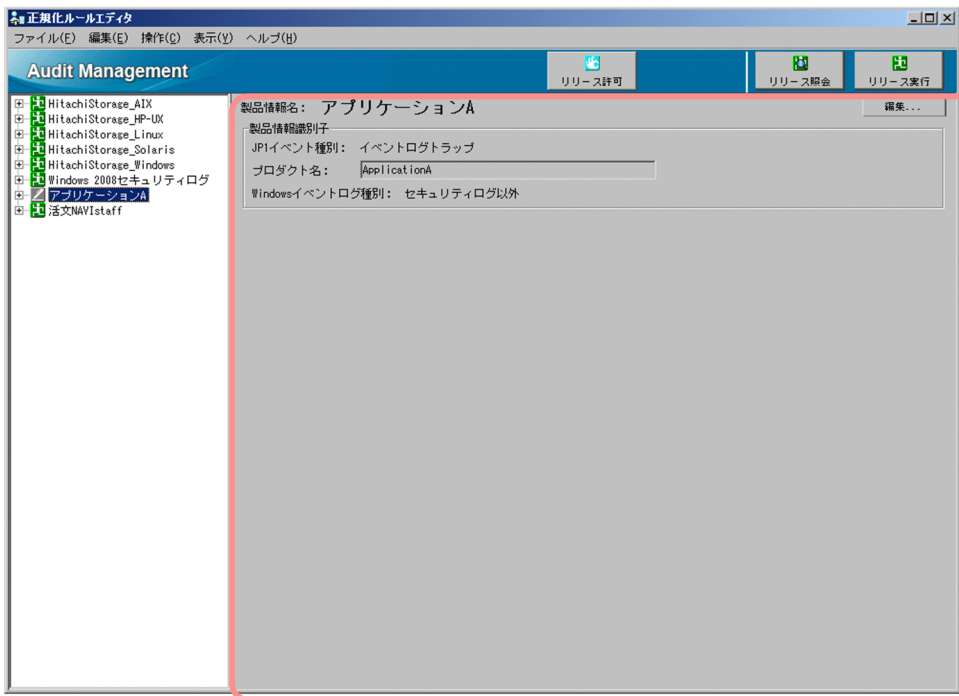 正規化ルールエディタ
ファイル(F) 編集(E) 操作(C) 表示(V) ヘルプ(H)
Audit Management
リリース許可
リリース照会
リリース実行
HitachiStorage_AIX
HitachiStorage_HP-UX
HitachiStorage_Linux
HitachiStorage_Solaris
HitachiStorage_Windows
Windows 2008セキュリティログ
アプリケーションA
活文NAVIstaff
製品情報名: アプリケーションA
編集...
製品情報識別子
JP1イベント種別: イベントログトラップ
プロダクト名: ApplicationA
Windowsイベントログ種別: セキュリティログ以外